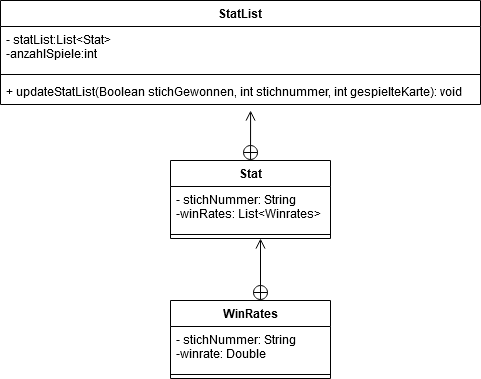 StatList
- statList:List<Stat>
-anzahlSpiele:int
+ updateStatList(Boolean stichGewonnen, int stichnummer, int gespielteKarte): void
Stat
- stichNummer: String
-winRates: List<Winrates>
WinRates
- stichNummer: String
-winrate: Double